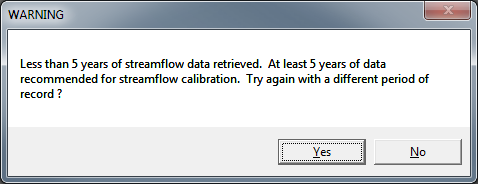 WARNING
Less than 5 years of streamflow data retrieved.  At least 5 years of data
recommended for streamflow calibration.  Try again with a different period of
record ?
Yes
No